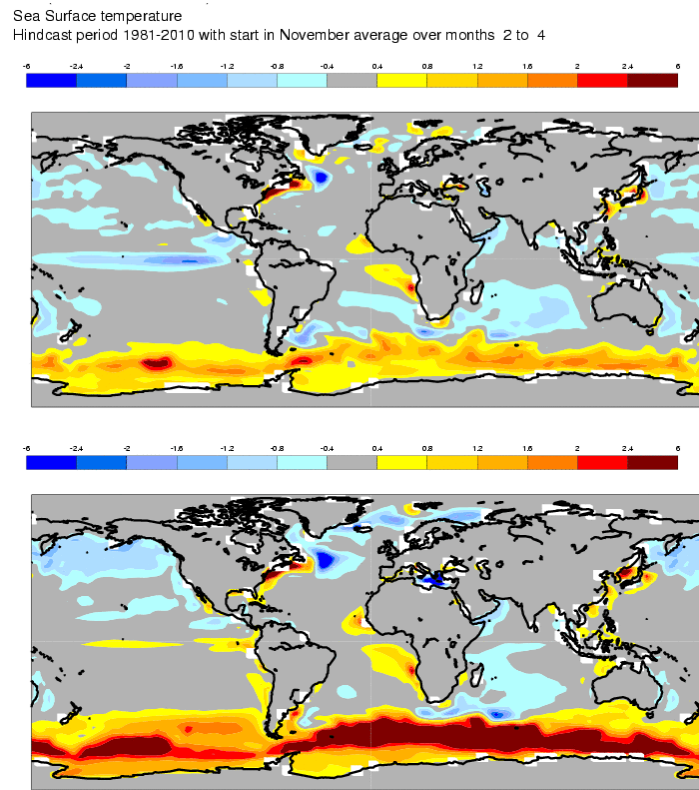 Sea Surface temperature
Hindcast period 1981-2010 with start in November average over months 2 to 4
-6 -2.4 -2 -1.6 -1.2 -0.8 -0.4 0.4 0.8 1.2 1.6 2 2.4 6
-6 -2.4 -2 -1.6 -1.2 -0.8 -0.4 0.4 0.8 1.2 1.6 2 2.4 6